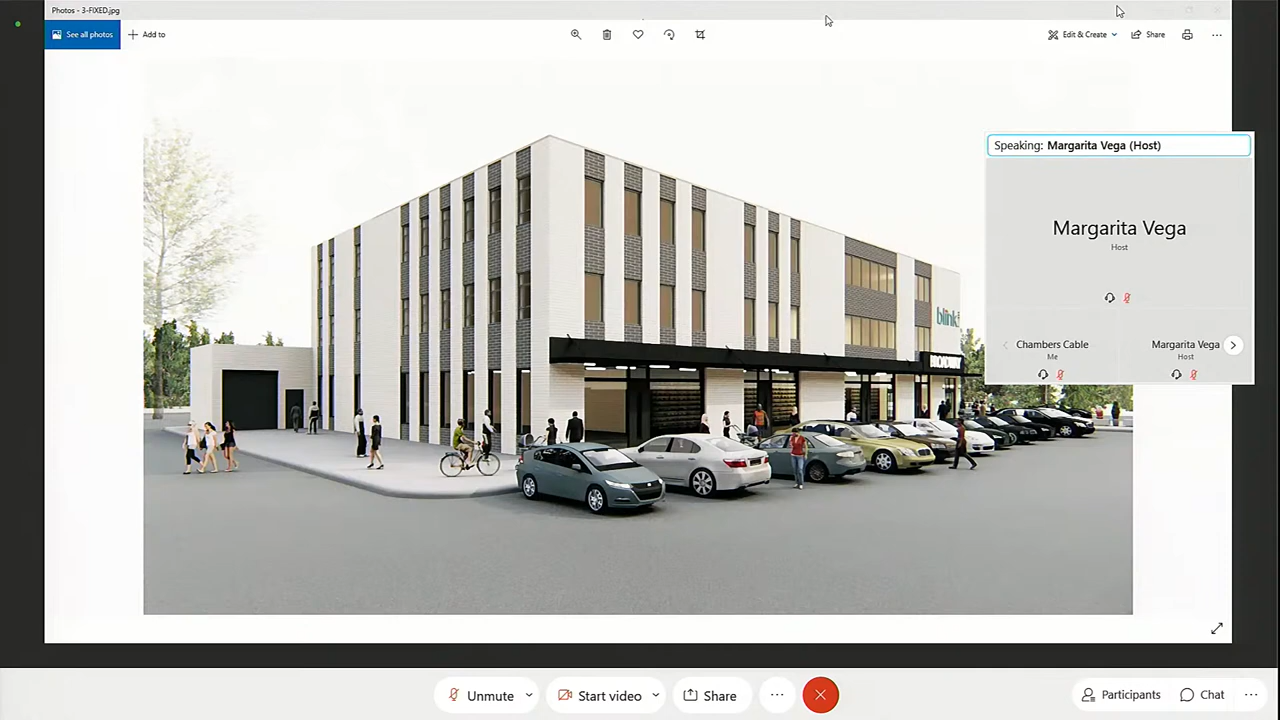 Photos - 3-FIXED.jpg
See all photos
Add to
Edit & Create
Share
Speaking: Margarita Vega (Host)
Margarita Vega
Host
Chambers Cable
Me
Margarita Vega
Host
blink
Unmute
Start video
Share
Participants
Chat